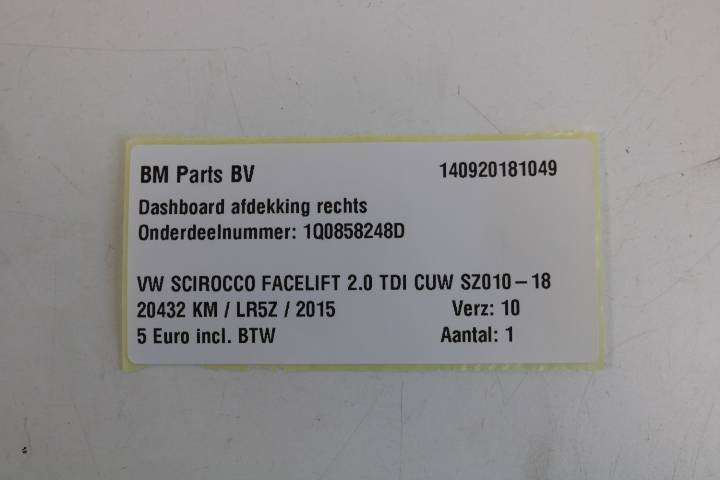 BM Parts BV 140920181049
Dashboard afdekking rechts
Onderdeelnummer: 1Q0858248D
VW SCIROCCO FACELIFT 2.0 TDI CUW SZ010-18
20432 KM / LR5Z / 2015 Verz: 10
5 Euro incl. BTW Aantal: 1